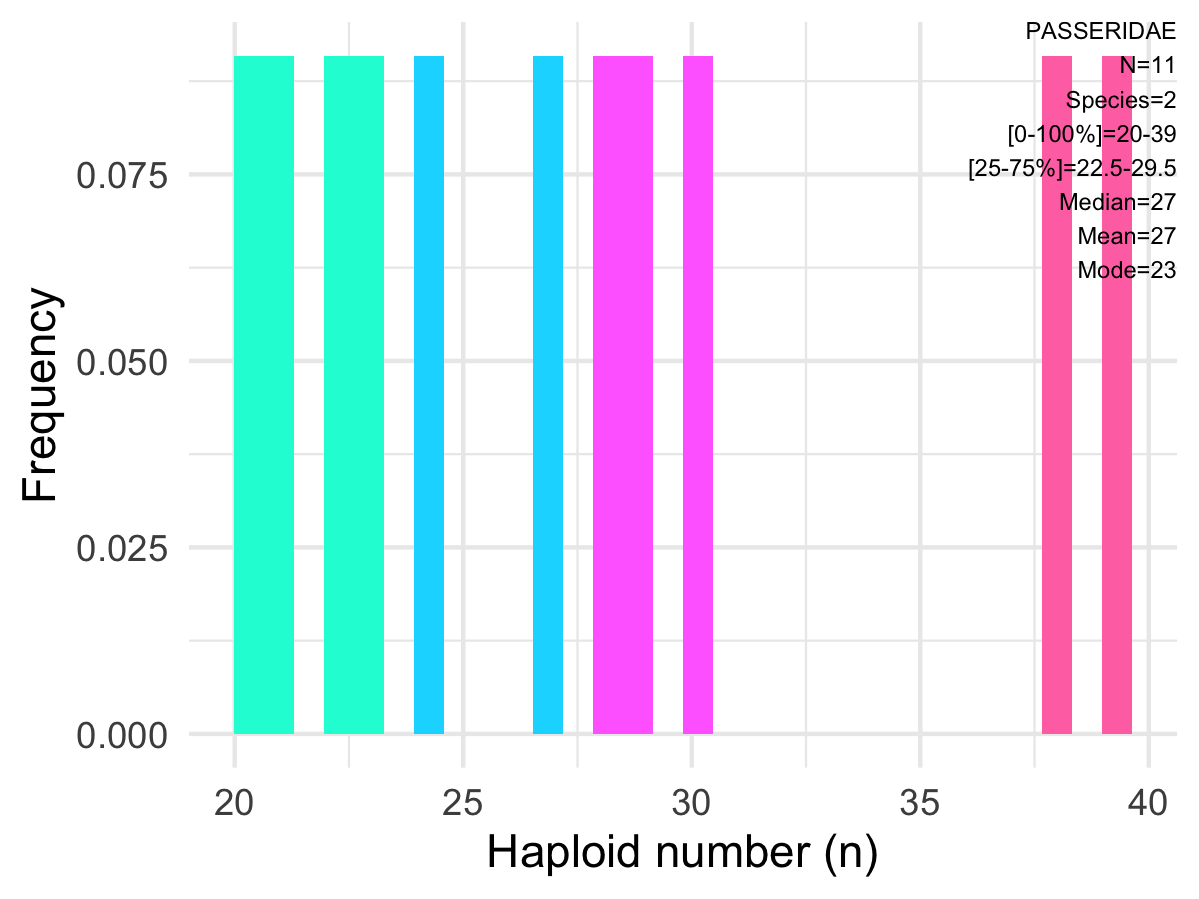 PASSERIDAE
N=11
Species=2
[0-100%]=20-39
[25-75%]=22.5-29.5
Median=27
Mean=27
Mode=23
0.075
0.050
0.025
0.000
Frequency
20 25 30 35 40
Haploid number (n)